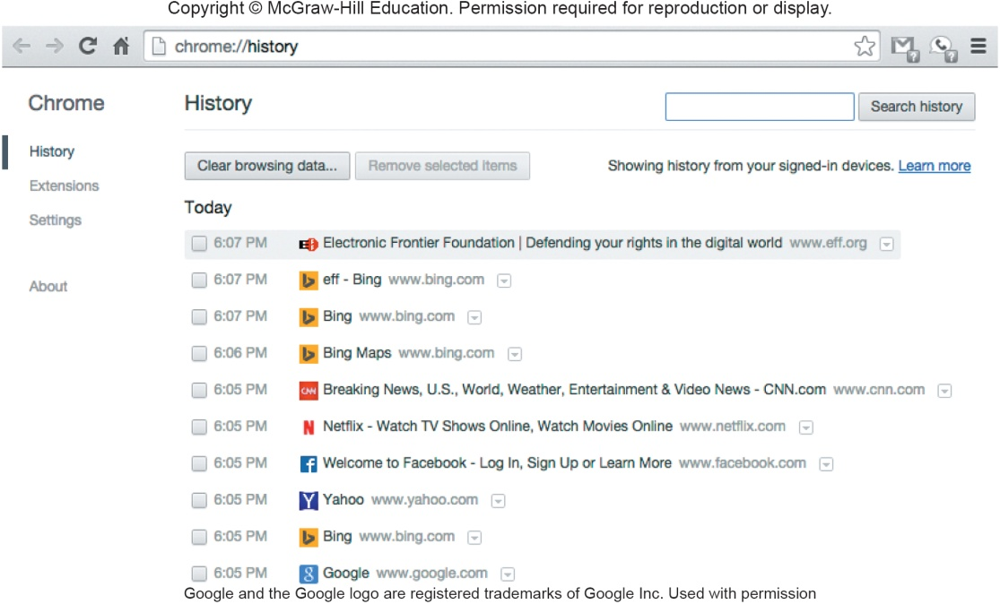 Copyright © McGraw-Hill Education. Permission required for reproduction or display.
chrome://history
Chrome
History
Search history
History
Clear browsing data...
Remove selected items
Showing history from your signed-in devices. Learn more
Extensions
Settings
About
Today
6:07 PM Electronic Frontier Foundation | Defending your rights in the digital world www.eff.org
6:07 PM eff - Bing www.bing.com
6:07 PM Bing www.bing.com
6:06 PM Bing Maps www.bing.com
6:05 PM CNN Breaking News, U.S., World, Weather, Entertainment & Video News - CNN.com www.cnn.com
6:05 PM N Netflix - Watch TV Shows Online, Watch Movies Online www.netflix.com
6:05 PM f Welcome to Facebook - Log In, Sign Up or Learn More www.facebook.com
6:05 PM Y Yahoo www.yahoo.com
6:05 PM Bing www.bing.com
6:05 PM 8 Google www.google.com
Google and the Google logo are registered trademarks of Google Inc. Used with permission